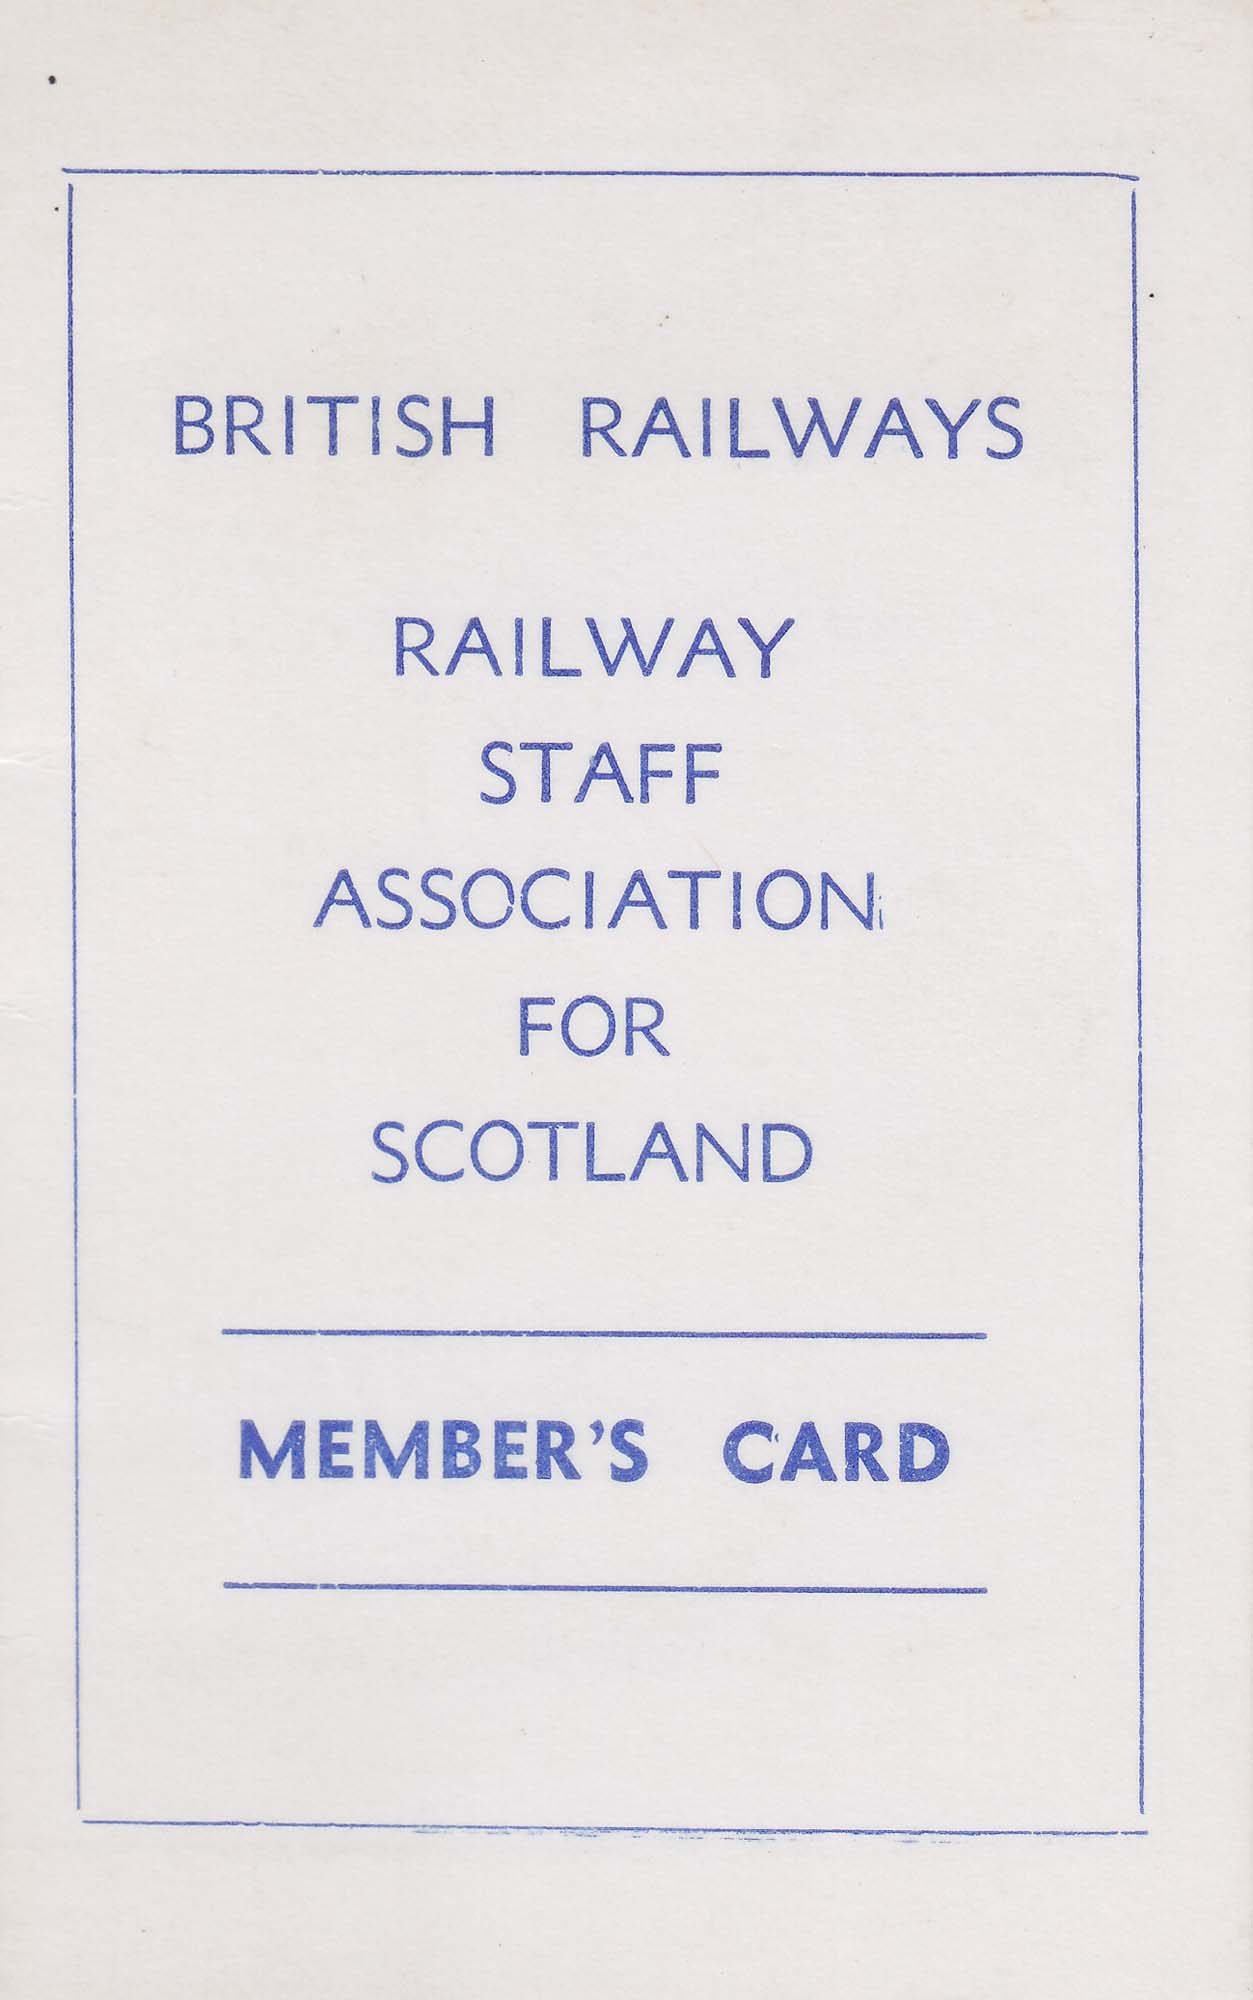 BRITISH RAILWAYS
RAILWAY
STAFF
ASSOCIATION
FOR
SCOTLAND
MEMBER'S CARD